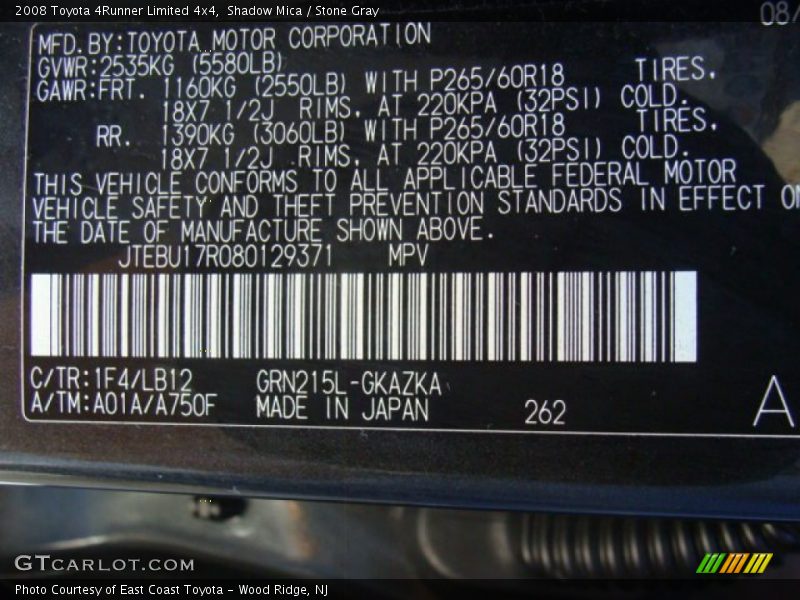 2008 Toyota 4Runner Limited 4x4,  Shadow Mica / Stone Gray
08/
MFD.BY:TOYOTA MOTOR CORPORATION
GVWR:2535KG (5580LB)
GAWR:FRT. 1160KG (2550LB) WITH P265/60R18 TIRES.
18X7 1/2J RIMS. AT 220KPA (32PSI) COLD.
RR. 1390KG (3060LB) WITH P265/60R18 TIRES.
18X7 1/2J RIMS. AT 220KPA (32PSI) COLD.
THIS VEHICLE CONFORMS TO ALL APPLICABLE FEDERAL MOTOR
VEHICLE SAFETY AND THEFT PREVENTION STANDARDS IN EFFECT ON
THE DATE OF MANUFACTURE SHOWN ABOVE.
JTEBU17R080129371 MPV
C/TR:1F4/LB12 GRN215L-GKAZKA
A/TM:A01A/A750F MADE IN JAPAN 262 A
GTCARLOT.COM
Photo Courtesy of East Coast Toyota - Wood Ridge, NJ